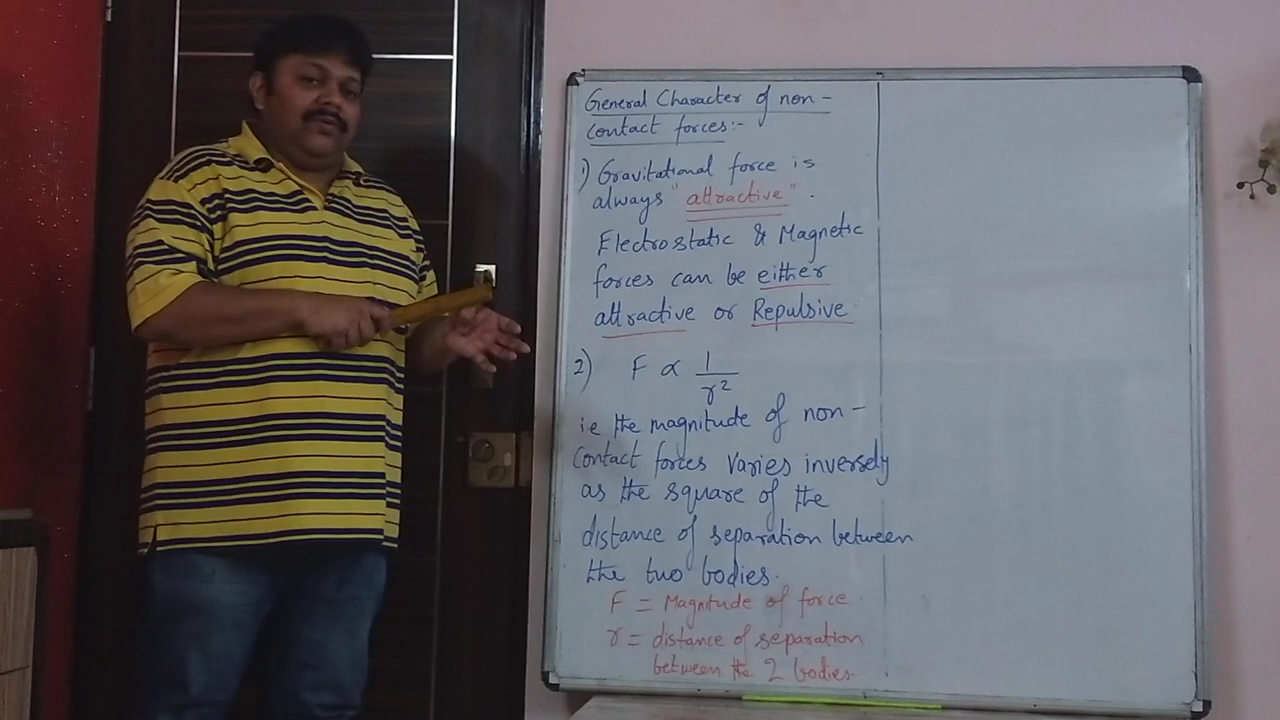 General Character of non-
contact forces:-
1) Gravitational force is
always "attractive".
Electrostatic & Magnetic
forces can be either
attractive or Repulsive.
2) F ∝ 1/r²
ie the magnitude of non-
contact forces varies inversely
as the square of the
distance of separation between
the two bodies.
F = Magnitude of force.
r = distance of separation
between the 2 bodies.